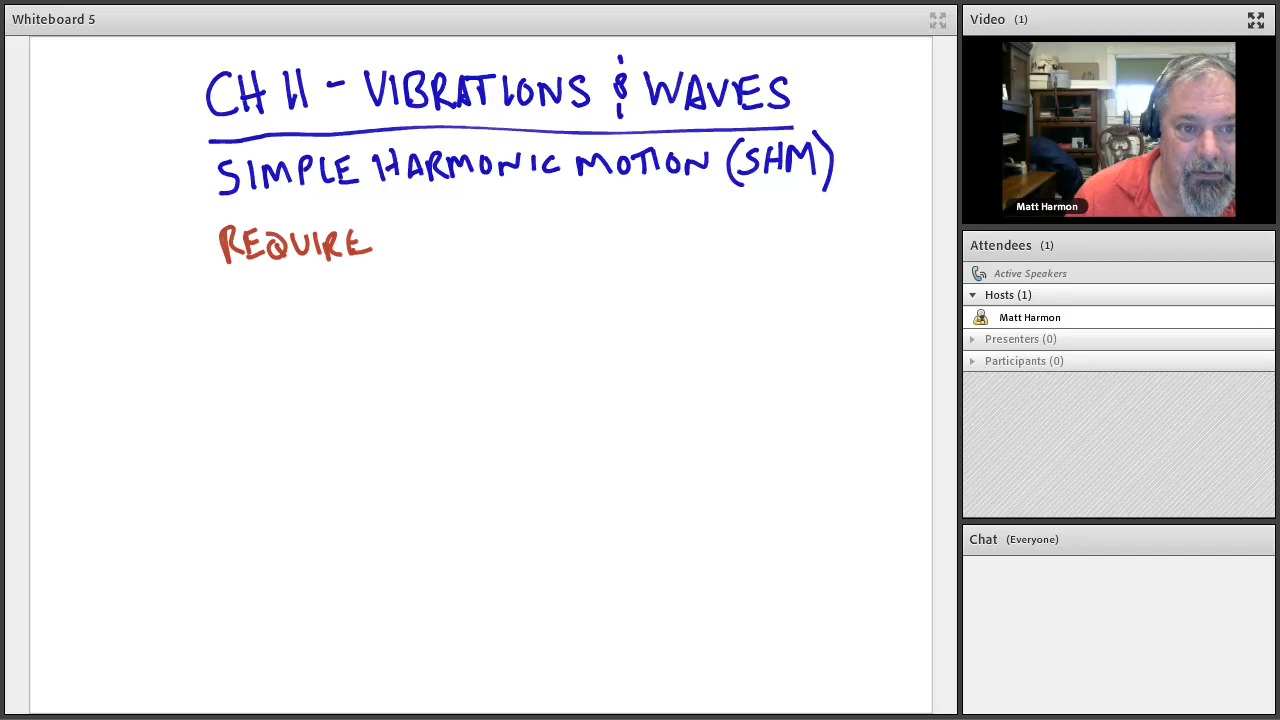 Whiteboard 5
CH 11 - VIBRATIONS & WAVES
SIMPLE HARMONIC MOTION (SHM)
REQUIRE
Video (1)
Matt Harmon
Attendees (1)
Active Speakers
Hosts (1)
Matt Harmon
Presenters (0)
Participants (0)
Chat (Everyone)